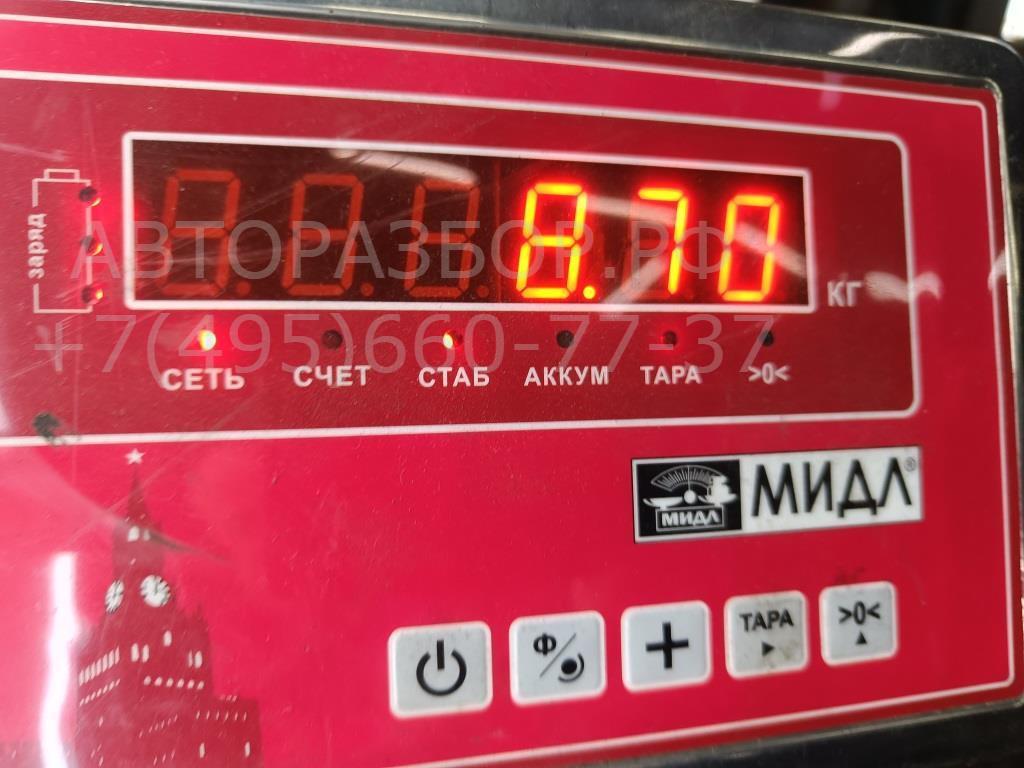 заряд
8.70
КГ
АВТОРАЗБОР.РФ
+7(495)660-77-37
СЕТЬ СЧЕТ СТАБ АККУМ ТАРА >0<
МИДЛ МИДЛ®
Ф ТАРА >0<